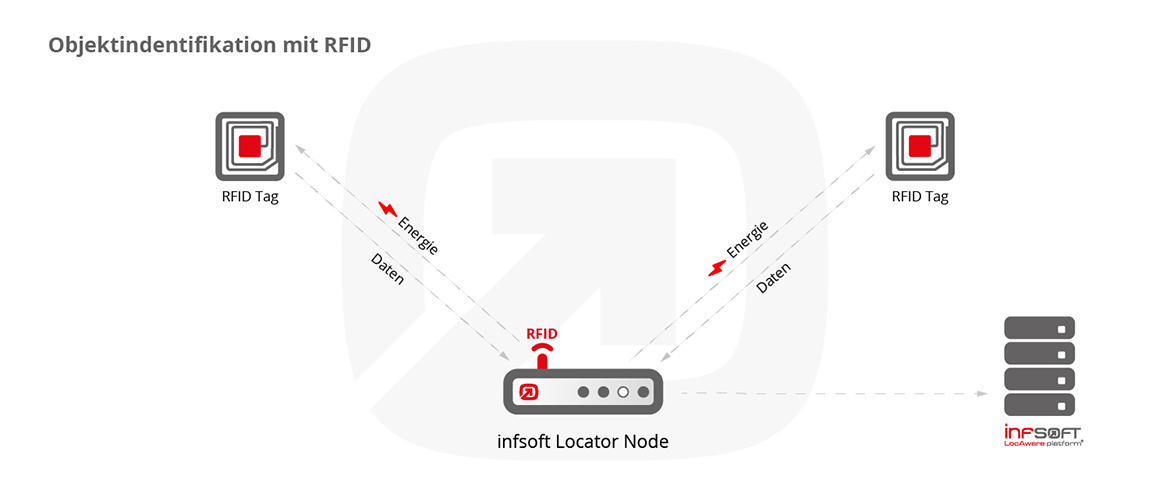 Objektindentifikation mit RFID
RFID Tag
RFID Tag
Energie
Daten
Energie
Daten
RFID
infsoft Locator Node
infsoft
LocAware platform®